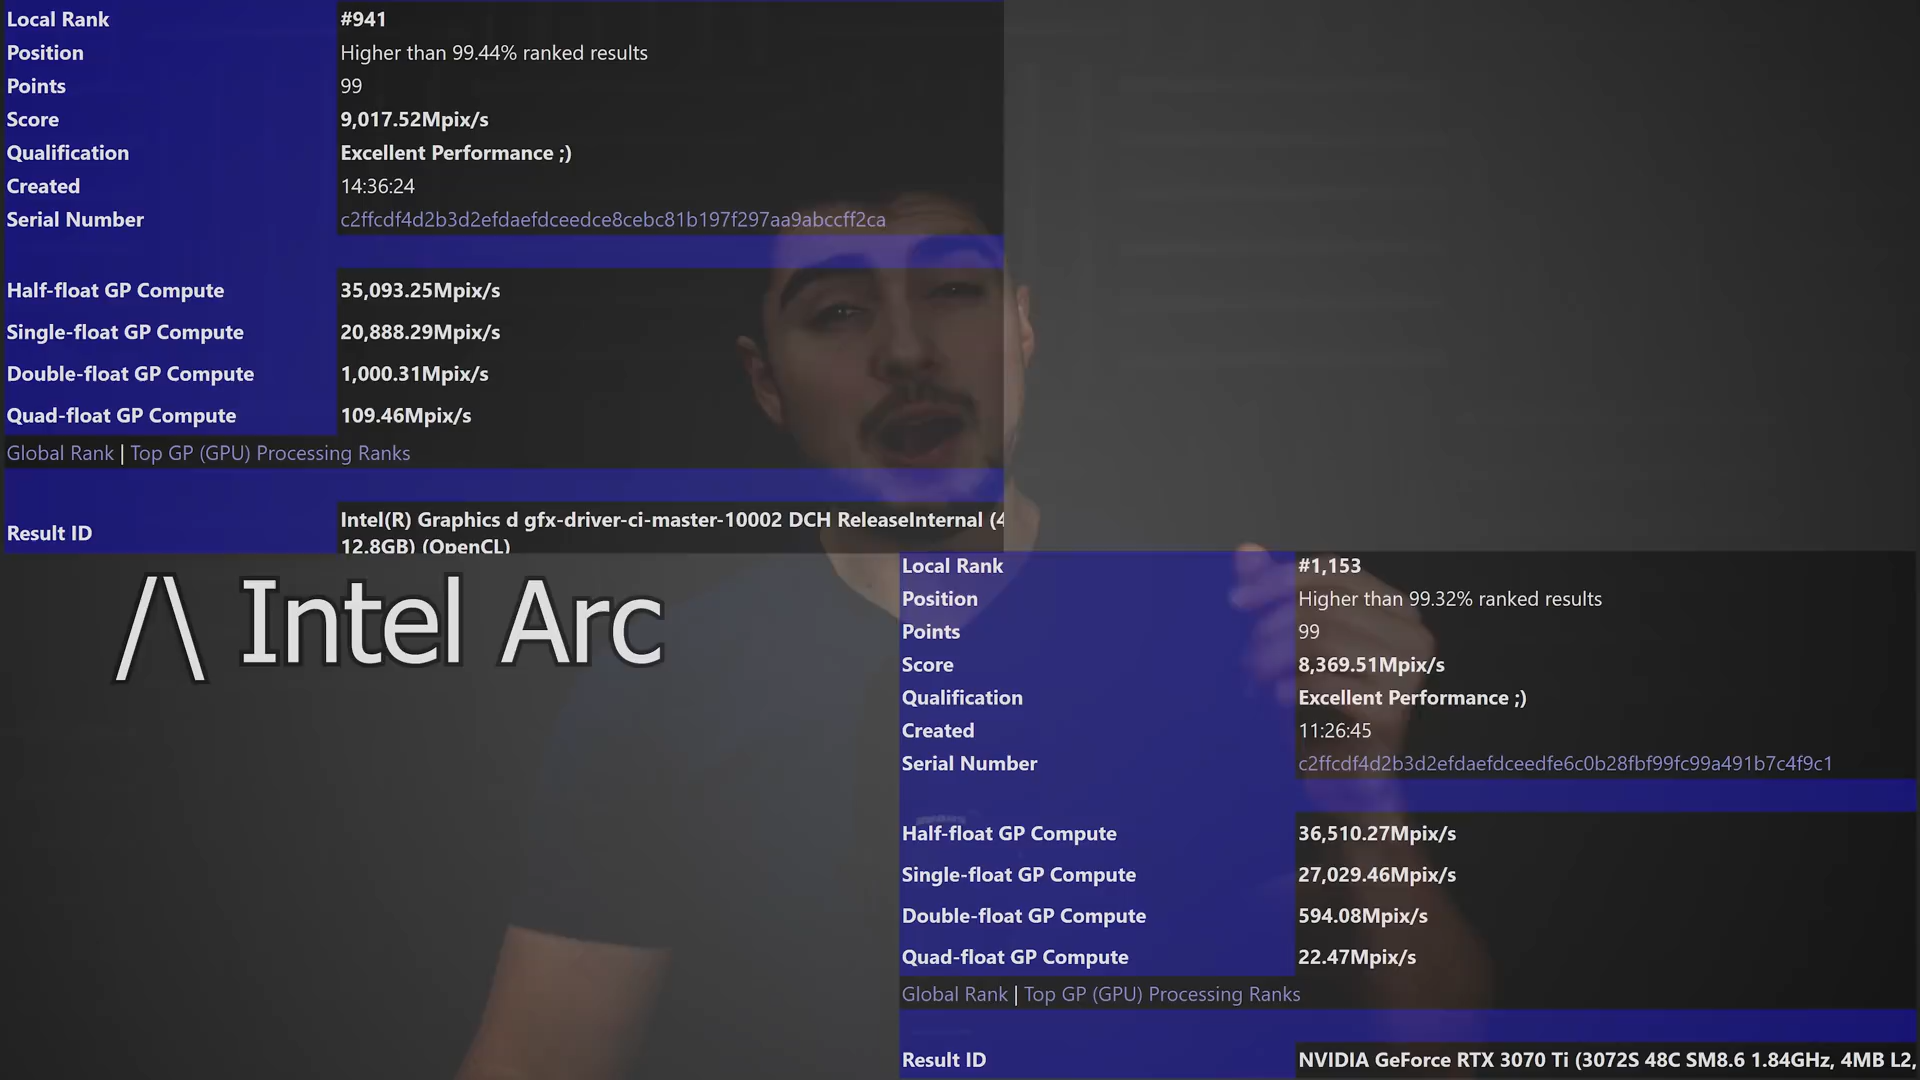 Local Rank #941
Position Higher than 99.44% ranked results
Points 99
Score 9,017.52Mpix/s
Qualification Excellent Performance ;)
Created 14:36:24
Serial Number c2ffcdf4d2b3d2efdaefdceedce8cebc81b197f297aa9abccff2ca
Half-float GP Compute 35,093.25Mpix/s
Single-float GP Compute 20,888.29Mpix/s
Double-float GP Compute 1,000.31Mpix/s
Quad-float GP Compute 109.46Mpix/s
Global Rank | Top GP (GPU) Processing Ranks
Result ID Intel(R) Graphics d gfx-driver-ci-master-10002 DCH ReleaseInternal (4
12.8GB) (OpenCL)
/\ Intel Arc
Local Rank #1,153
Position Higher than 99.32% ranked results
Points 99
Score 8,369.51Mpix/s
Qualification Excellent Performance ;)
Created 11:26:45
Serial Number c2ffcdf4d2b3d2efdaefdceedfe6c0b28fbf99fc99a491b7c4f9c1
Half-float GP Compute 36,510.27Mpix/s
Single-float GP Compute 27,029.46Mpix/s
Double-float GP Compute 594.08Mpix/s
Quad-float GP Compute 22.47Mpix/s
Global Rank | Top GP (GPU) Processing Ranks
Result ID NVIDIA GeForce RTX 3070 Ti (3072S 48C SM8.6 1.84GHz, 4MB L2,